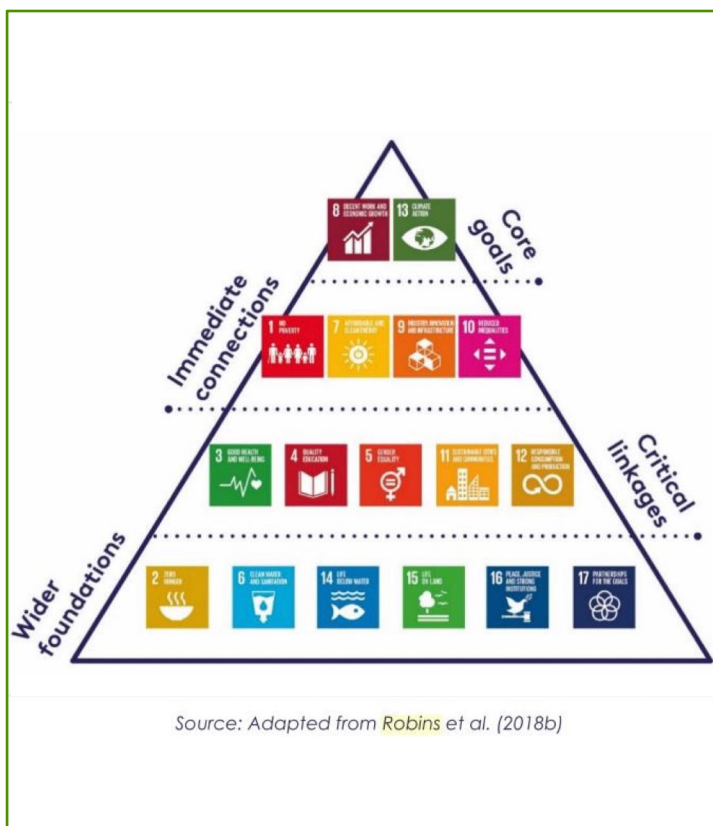 8 DECENT WORK AND
ECONOMIC GROWTH
13 CLIMATE
ACTION
Core
goals
Immediate
connections
1 NO
POVERTY
7 AFFORDABLE AND
CLEAN ENERGY
9 INDUSTRY, INNOVATION
AND INFRASTRUCTURE
10 REDUCED
INEQUALITIES
3 GOOD HEALTH
AND WELL-BEING
4 QUALITY
EDUCATION
5 GENDER
EQUALITY
11 SUSTAINABLE CITIES
AND COMMUNITIES
12 RESPONSIBLE
CONSUMPTION
AND PRODUCTION
Critical
linkages
Wider
foundations
2 ZERO
HUNGER
6 CLEAN WATER
AND SANITATION
14 LIFE
BELOW WATER
15 LIFE
ON LAND
16 PEACE, JUSTICE
AND STRONG
INSTITUTIONS
17 PARTNERSHIPS
FOR THE GOALS
Source: Adapted from Robins et al. (2018b)